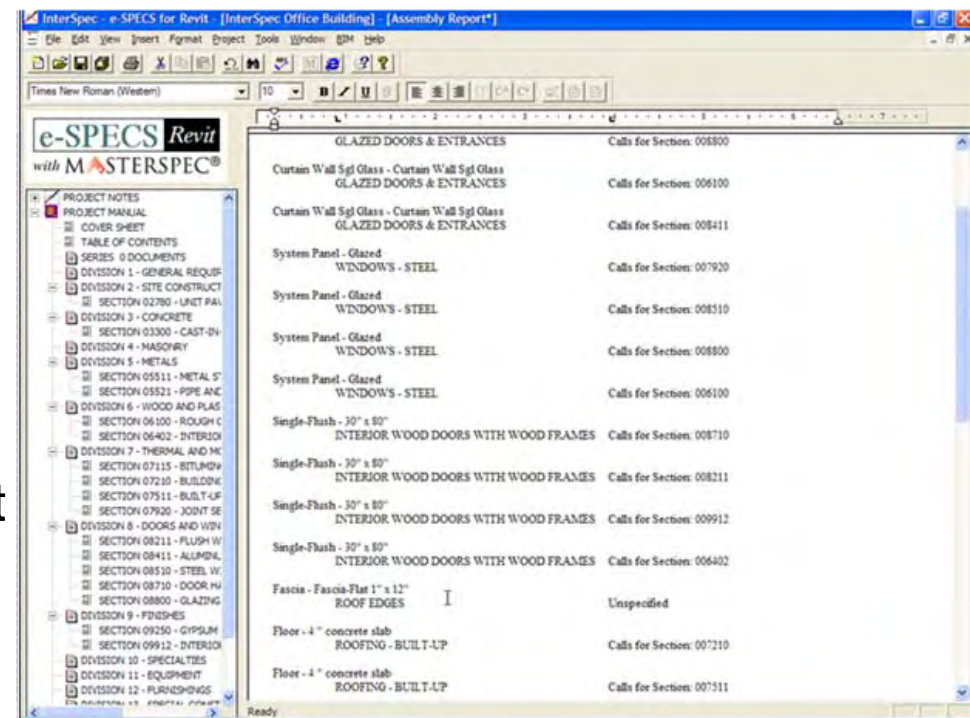 InterSpec - e-SPECS for Revit - [InterSpec Office Building] - [Assembly Report*]
File Edit View Insert Format Project Tools Window BIM Help
Times New Roman (Western) 10 B I U
e-SPECS Revit
with MASTERSPEC®
PROJECT NOTES
PROJECT MANUAL
COVER SHEET
TABLE OF CONTENTS
SERIES 0 DOCUMENTS
DIVISION 1 - GENERAL REQUIR
DIVISION 2 - SITE CONSTRUCT
SECTION 02780 - UNIT PAV
DIVISION 3 - CONCRETE
SECTION 03300 - CAST-IN-
DIVISION 4 - MASONRY
DIVISION 5 - METALS
SECTION 05511 - METAL ST
SECTION 05521 - PIPE AND
DIVISION 6 - WOOD AND PLAS
SECTION 06100 - ROUGH C
SECTION 06402 - INTERIOR
DIVISION 7 - THERMAL AND MO
SECTION 07115 - BITUMIN
SECTION 07210 - BUILDING
SECTION 07511 - BUILT-UP
SECTION 07920 - JOINT SE
DIVISION 8 - DOORS AND WIN
SECTION 08211 - FLUSH W
SECTION 08411 - ALUMINU
SECTION 08510 - STEEL W
SECTION 08710 - DOOR HA
SECTION 08800 - GLAZING
DIVISION 9 - FINISHES
SECTION 09250 - GYPSUM
SECTION 09912 - INTERIOR
DIVISION 10 - SPECIALTIES
DIVISION 11 - EQUIPMENT
DIVISION 12 - FURNISHINGS
t
GLAZED DOORS & ENTRANCES Calls for Section: 008800
Curtain Wall Sgl Glass - Curtain Wall Sgl Glass
GLAZED DOORS & ENTRANCES Calls for Section: 006100
Curtain Wall Sgl Glass - Curtain Wall Sgl Glass
GLAZED DOORS & ENTRANCES Calls for Section: 008411
System Panel - Glazed
WINDOWS - STEEL Calls for Section: 007920
System Panel - Glazed
WINDOWS - STEEL Calls for Section: 008510
System Panel - Glazed
WINDOWS - STEEL Calls for Section: 008800
System Panel - Glazed
WINDOWS - STEEL Calls for Section: 006100
Single-Flush - 30" x 80"
INTERIOR WOOD DOORS WITH WOOD FRAMES Calls for Section: 008710
Single-Flush - 30" x 80"
INTERIOR WOOD DOORS WITH WOOD FRAMES Calls for Section: 008211
Single-Flush - 30" x 80"
INTERIOR WOOD DOORS WITH WOOD FRAMES Calls for Section: 009912
Single-Flush - 30" x 80"
INTERIOR WOOD DOORS WITH WOOD FRAMES Calls for Section: 006402
Fascia - Fascia-Flat 1" x 12"
ROOF EDGES Unspecified
Floor - 4 " concrete slab
ROOFING - BUILT-UP Calls for Section: 007210
Floor - 4 " concrete slab
ROOFING - BUILT-UP Calls for Section: 007511
Ready